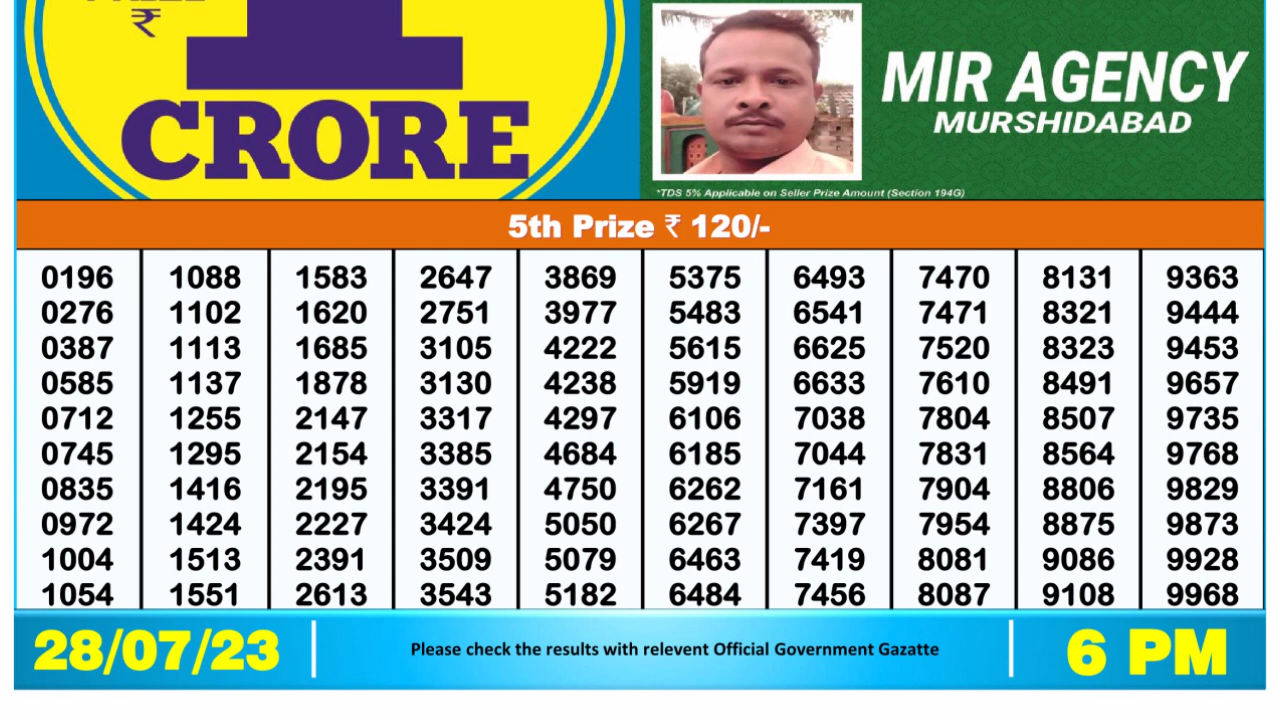 ₹
1
CRORE
MIR AGENCY
MURSHIDABAD
*TDS 5% Applicable on Seller Prize Amount (Section 194G)
5th Prize ₹ 120/-
0196 1088 1583 2647 3869 5375 6493 7470 8131 9363
0276 1102 1620 2751 3977 5483 6541 7471 8321 9444
0387 1113 1685 3105 4222 5615 6625 7520 8323 9453
0585 1137 1878 3130 4238 5919 6633 7610 8491 9657
0712 1255 2147 3317 4297 6106 7038 7804 8507 9735
0745 1295 2154 3385 4684 6185 7044 7831 8564 9768
0835 1416 2195 3391 4750 6262 7161 7904 8806 9829
0972 1424 2227 3424 5050 6267 7397 7954 8875 9873
1004 1513 2391 3509 5079 6463 7419 8081 9086 9928
1054 1551 2613 3543 5182 6484 7456 8087 9108 9968
28/07/23
Please check the results with relevent Official Government Gazatte
6 PM